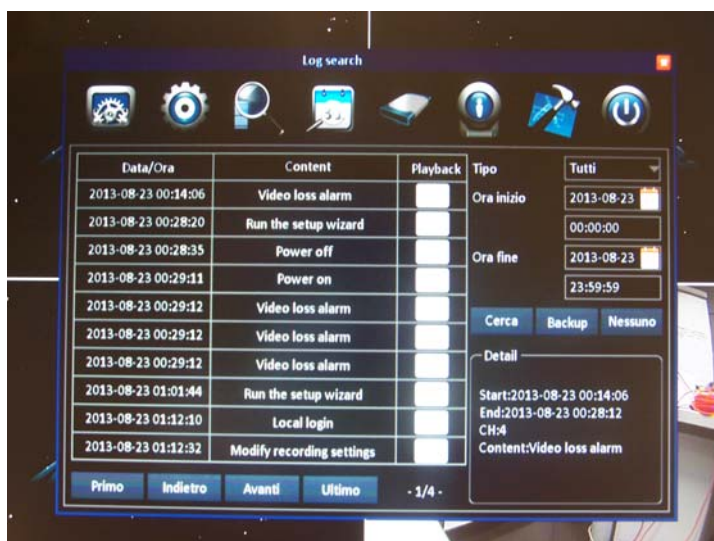 Log search
Data/Ora Content Playback
2013-08-23 00:14:06 Video loss alarm
2013-08-23 00:28:20 Run the setup wizard
2013-08-23 00:28:35 Power off
2013-08-23 00:29:11 Power on
2013-08-23 00:29:12 Video loss alarm
2013-08-23 00:29:12 Video loss alarm
2013-08-23 00:29:12 Video loss alarm
2013-08-23 01:01:44 Run the setup wizard
2013-08-23 01:12:10 Local login
2013-08-23 01:12:32 Modify recording settings
Primo Indietro Avanti Ultimo - 1/4 -
Tipo Tutti
Ora inizio 2013-08-23
00:00:00
Ora fine 2013-08-23
23:59:59
Cerca Backup Nessuno
Detail
Start:2013-08-23 00:14:06
End:2013-08-23 00:28:12
CH:4
Content:Video loss alarm